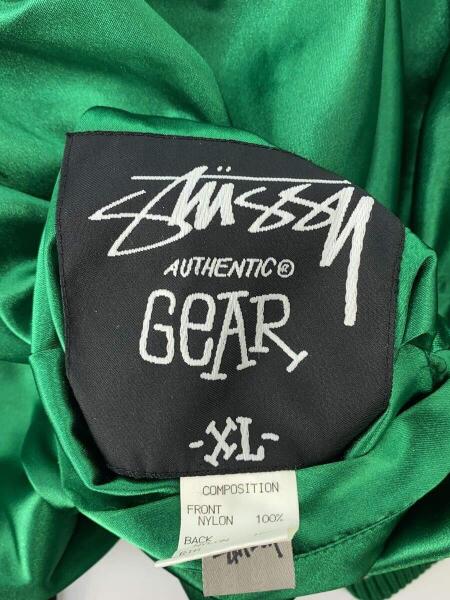 Stüssy
AUTHENTIC®
GEAR
-XL-
COMPOSITION
FRONT
NYLON 100%
BACK